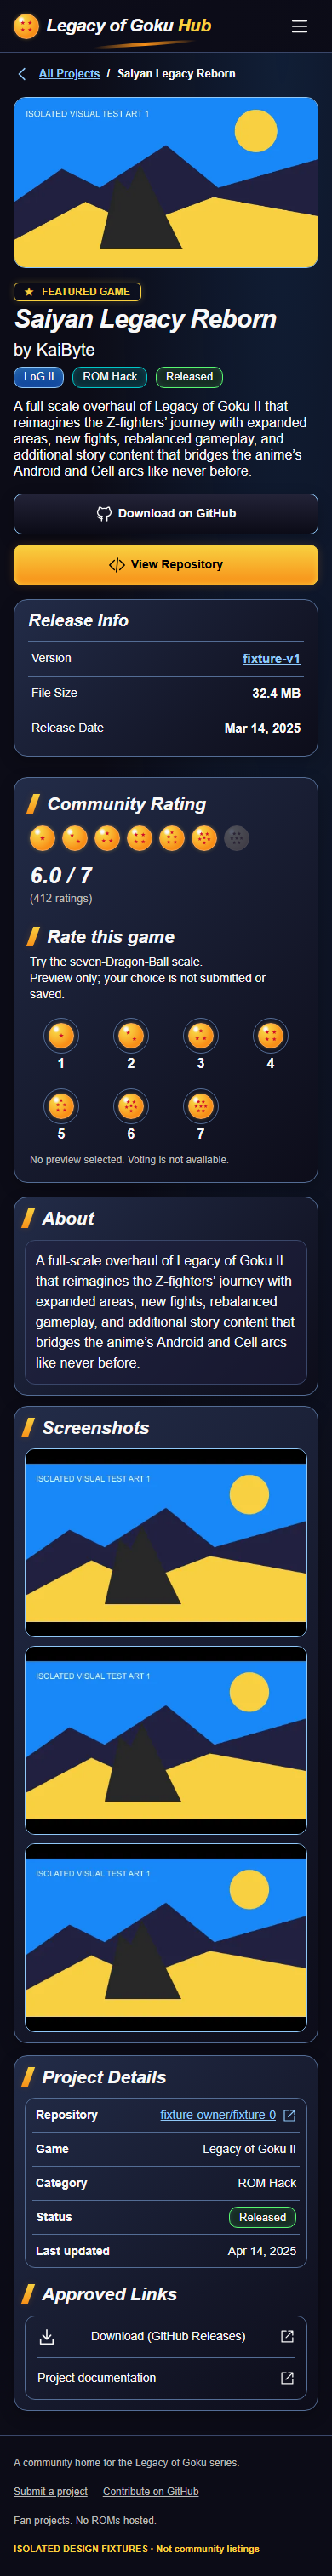 Legacy of Goku Hub
All Projects / Saiyan Legacy Reborn
ISOLATED VISUAL TEST ART 1
★ FEATURED GAME
Saiyan Legacy Reborn
by KaiByte
LoG II ROM Hack Released
A full-scale overhaul of Legacy of Goku II that
reimagines the Z-fighters’ journey with expanded
areas, new fights, rebalanced gameplay, and
additional story content that bridges the anime’s
Android and Cell arcs like never before.
Download on GitHub
View Repository
Release Info
Version fixture-v1
File Size 32.4 MB
Release Date Mar 14, 2025
Community Rating
6.0 / 7
(412 ratings)
Rate this game
Try the seven-Dragon-Ball scale.
Preview only; your choice is not submitted or
saved.
1 2 3 4
5 6 7
No preview selected. Voting is not available.
About
A full-scale overhaul of Legacy of Goku II
that reimagines the Z-fighters’ journey with
expanded areas, new fights, rebalanced
gameplay, and additional story content that
bridges the anime’s Android and Cell arcs
like never before.
Screenshots
ISOLATED VISUAL TEST ART 1
ISOLATED VISUAL TEST ART 1
ISOLATED VISUAL TEST ART 1
Project Details
Repository fixture-owner/fixture-0
Game Legacy of Goku II
Category ROM Hack
Status Released
Last updated Apr 14, 2025
Approved Links
Download (GitHub Releases)
Project documentation
A community home for the Legacy of Goku series.
Submit a project Contribute on GitHub
Fan projects. No ROMs hosted.
ISOLATED DESIGN FIXTURES · Not community listings